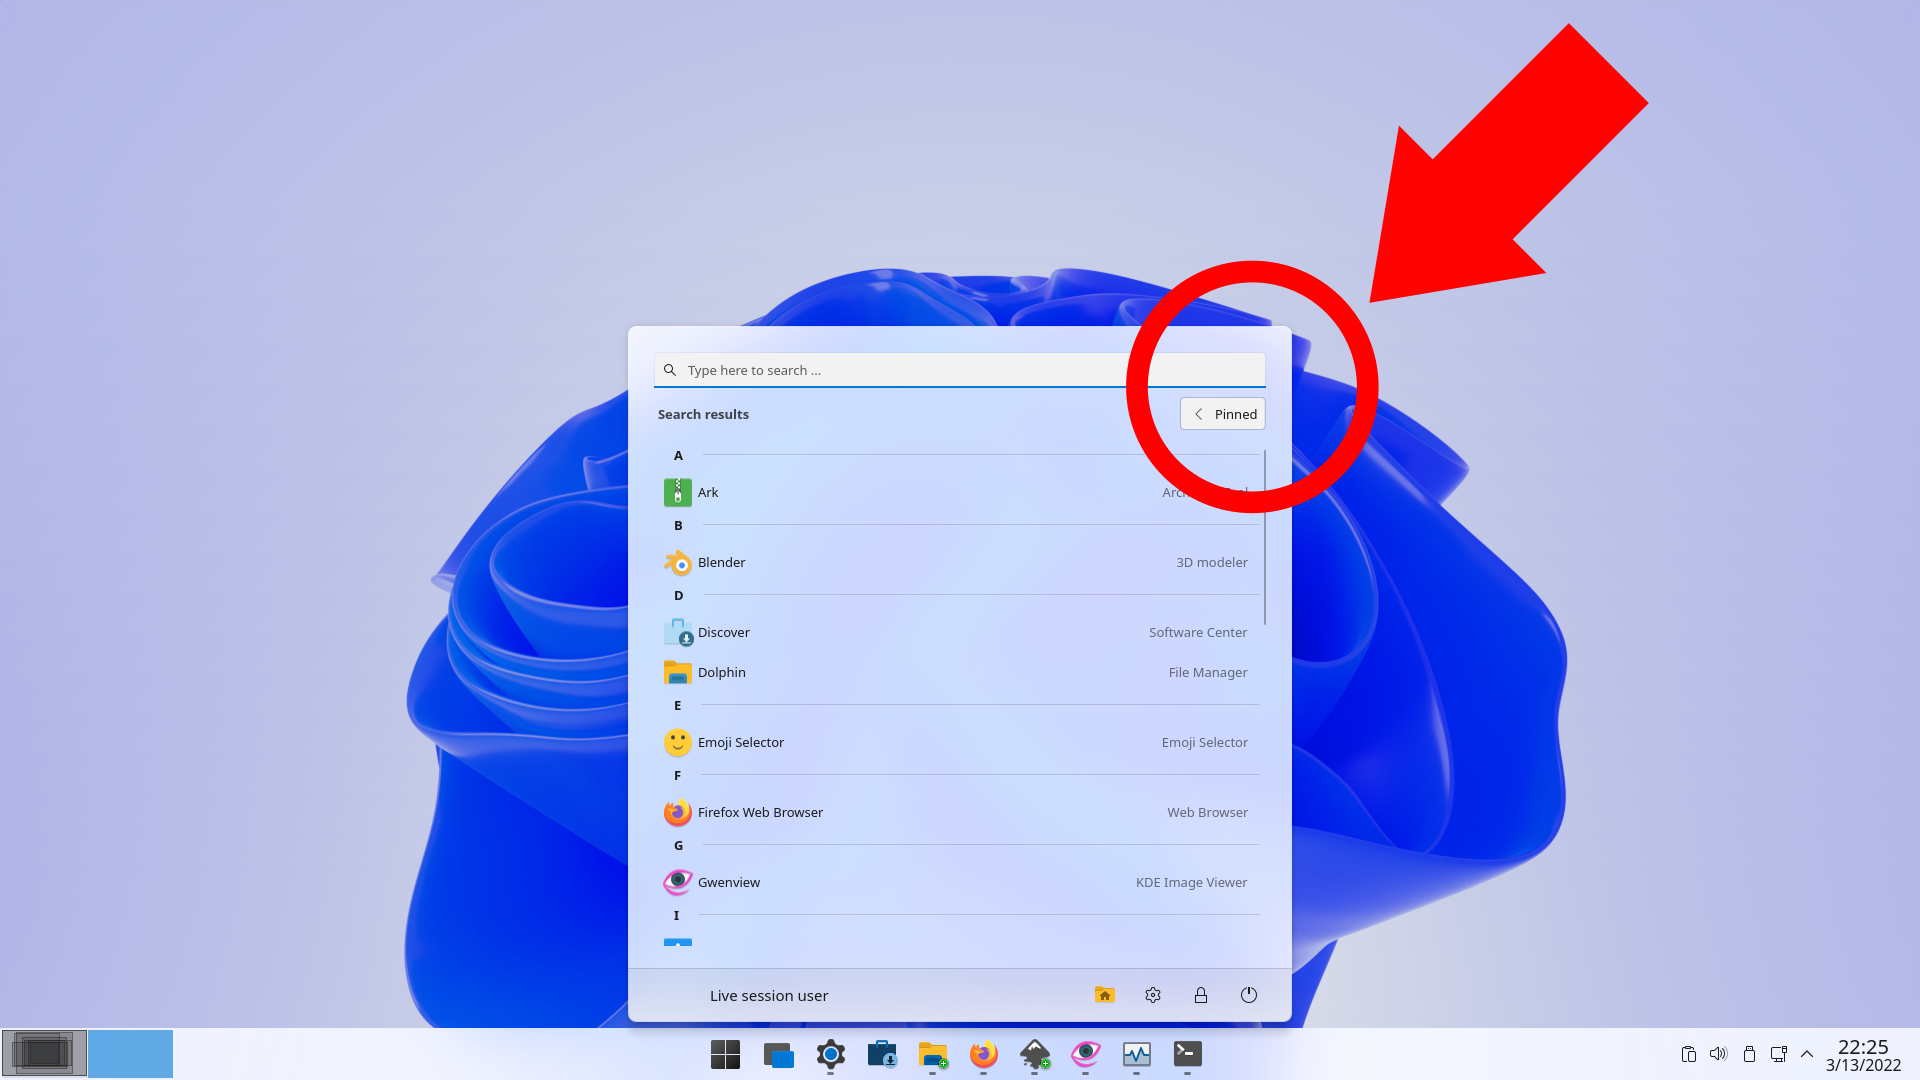 Type here to search ...
Search results
Pinned
A
Ark
B
Blender 3D modeler
D
Discover Software Center
Dolphin File Manager
E
Emoji Selector Emoji Selector
F
Firefox Web Browser Web Browser
G
Gwenview KDE Image Viewer
I
Live session user
22:25
3/13/2022